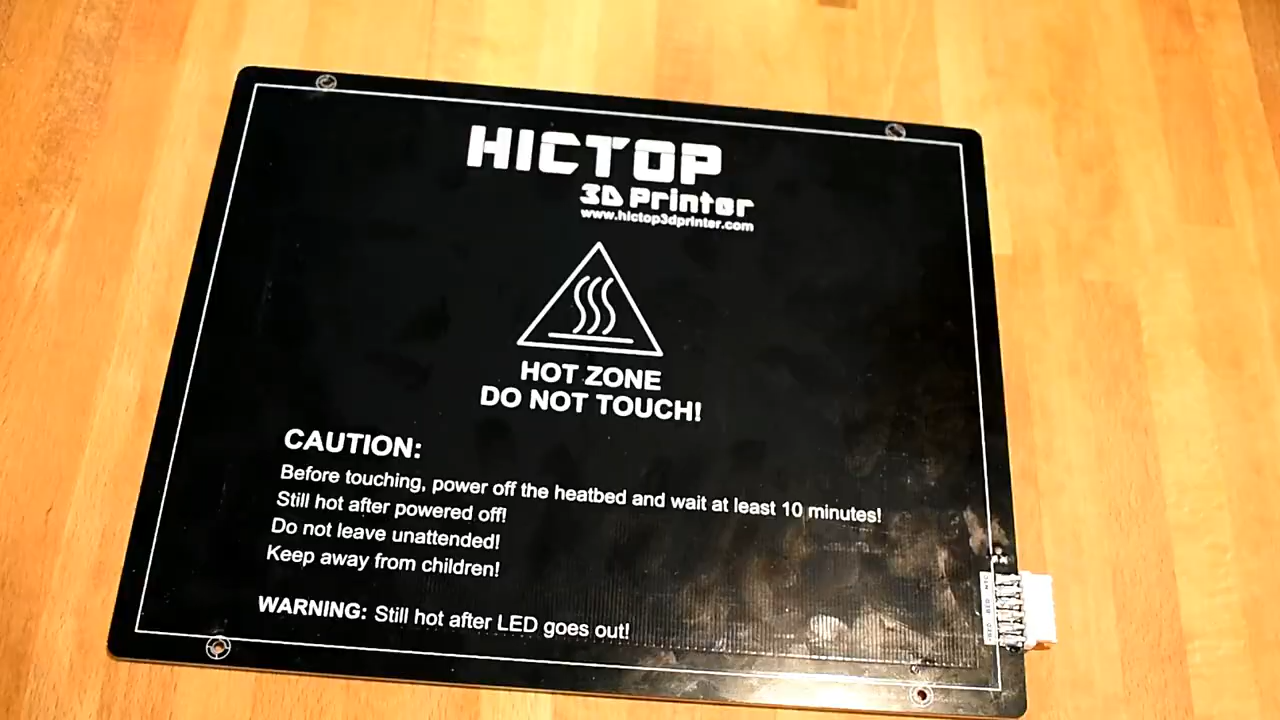 HICTOP
3D Printer
www.hictop3dprinter.com
HOT ZONE
DO NOT TOUCH!
CAUTION:
Before touching, power off the heatbed and wait at least 10 minutes!
Still hot after powered off!
Do not leave unattended!
Keep away from children!
WARNING: Still hot after LED goes out!